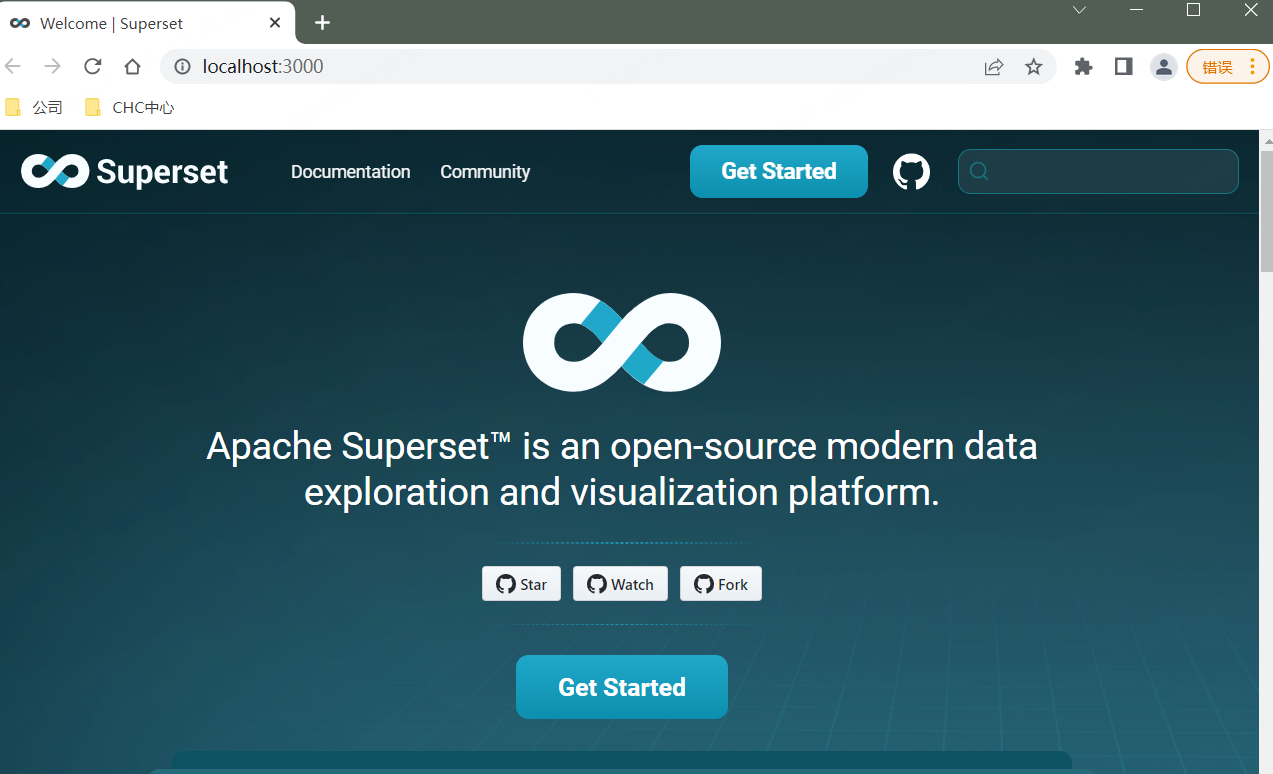 Welcome | Superset
localhost:3000
错误
公司
CHC中心
Superset
Documentation
Community
Get Started
Apache Superset™ is an open-source modern data
exploration and visualization platform.
Star
Watch
Fork
Get Started